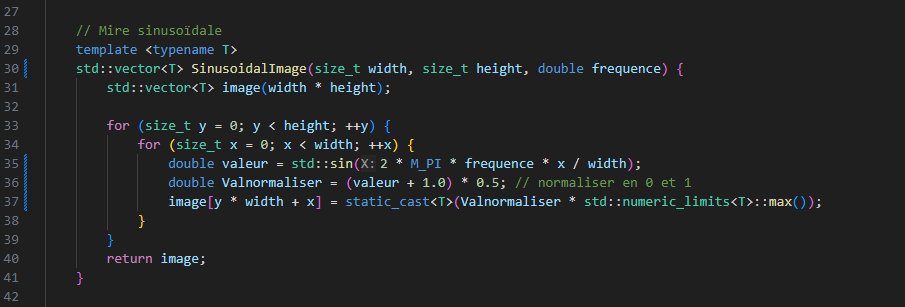 27
28 // Mire sinusoïdale
29 template <typename T>
30 std::vector<T> SinusoidalImage(size_t width, size_t height, double frequence) {
31 std::vector<T> image(width * height);
32
33 for (size_t y = 0; y < height; ++y) {
34 for (size_t x = 0; x < width; ++x) {
35 double valeur = std::sin(X: 2 * M_PI * frequence * x / width);
36 double Valnormaliser = (valeur + 1.0) * 0.5; // normaliser en 0 et 1
37 image[y * width + x] = static_cast<T>(Valnormaliser * std::numeric_limits<T>::max());
38 }
39 }
40 return image;
41 }
42